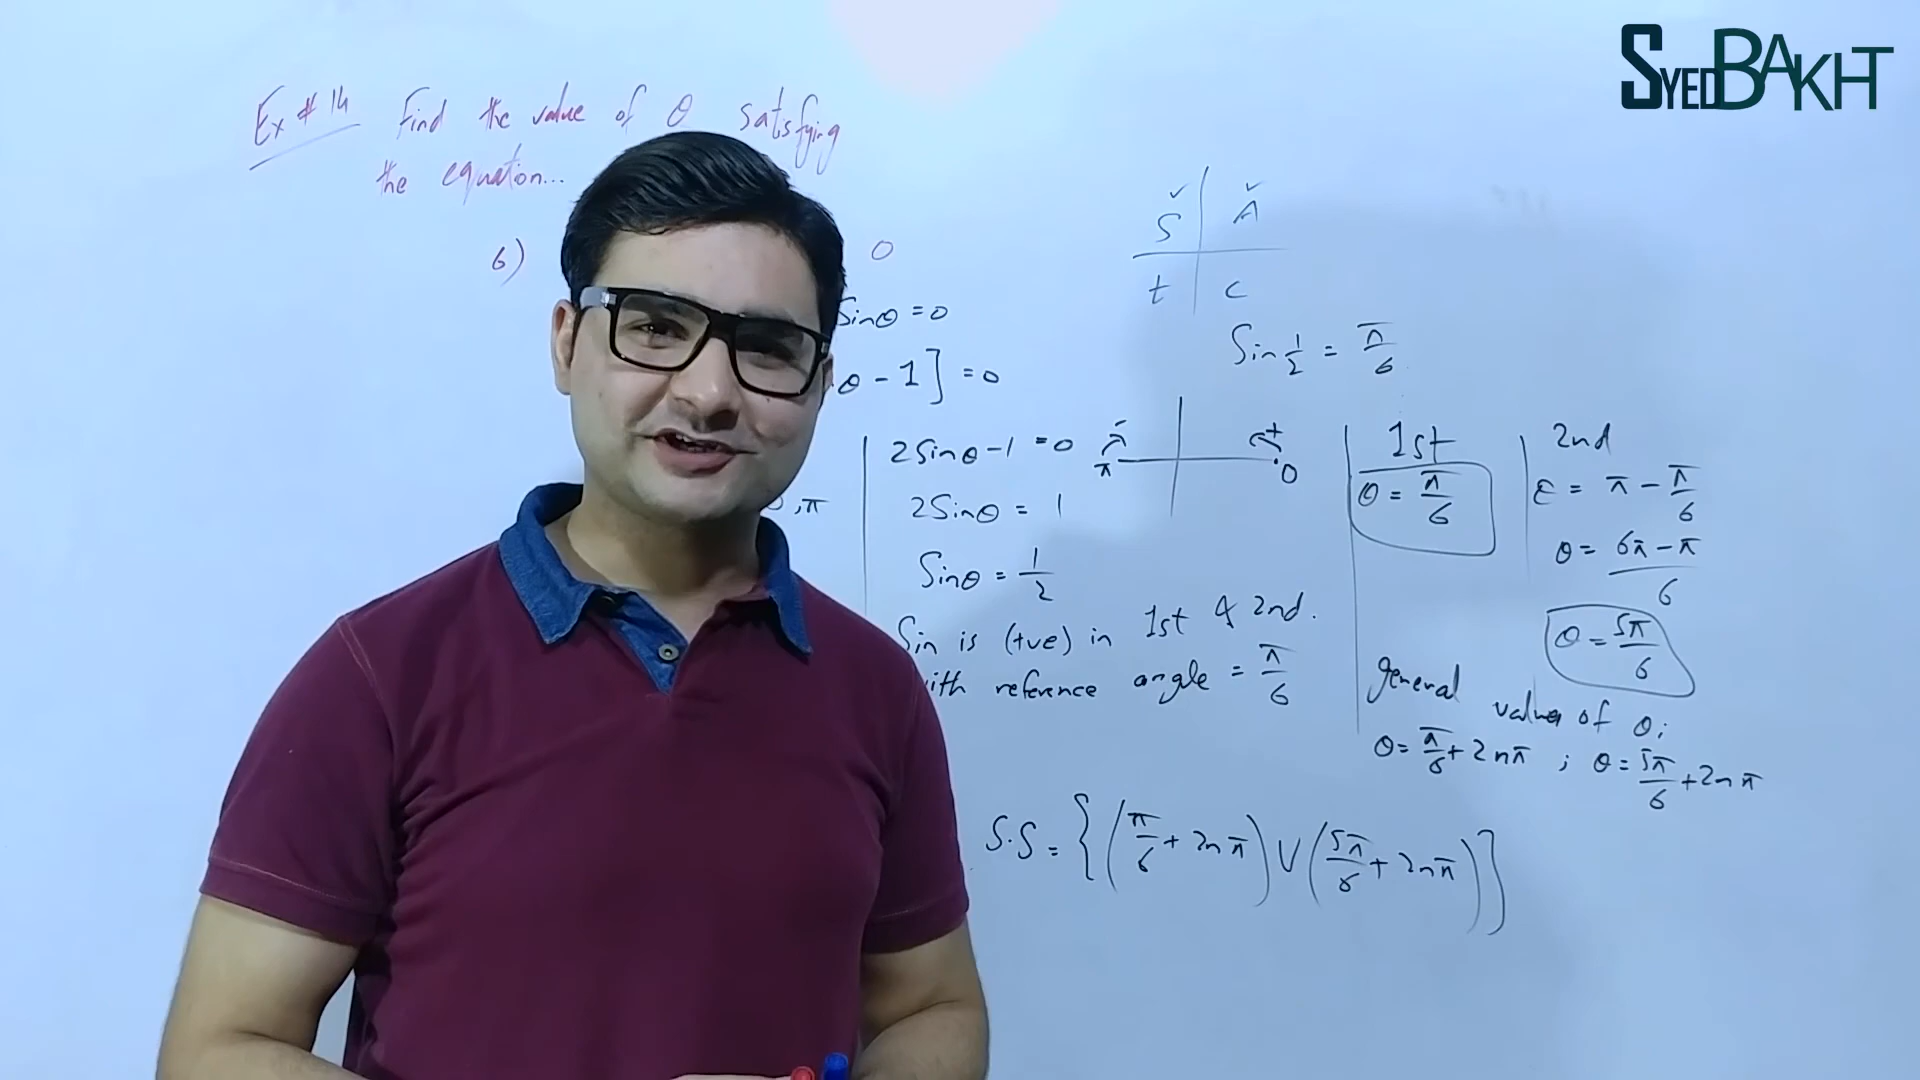 SYEDBAKHT
Ex # 14 Find the value of θ satisfying
the equation...
6)
0
Sinθ = 0
θ - 1] = 0
, π
2Sinθ - 1 = 0
2Sinθ = 1
Sinθ = 1/2
Sin is (+ve) in 1st & 2nd.
with reference angle = π/6
S A
t C
Sin 1/2 = π/6
π 0
1st
θ = π/6
2nd
= π - π/6
θ = 6π - π / 6
θ = 5π/6
general values of θ;
θ = π/6 + 2nπ ; θ = 5π/6 + 2nπ
S.S = {(π/6 + 2nπ) ∪ (5π/6 + 2nπ)}